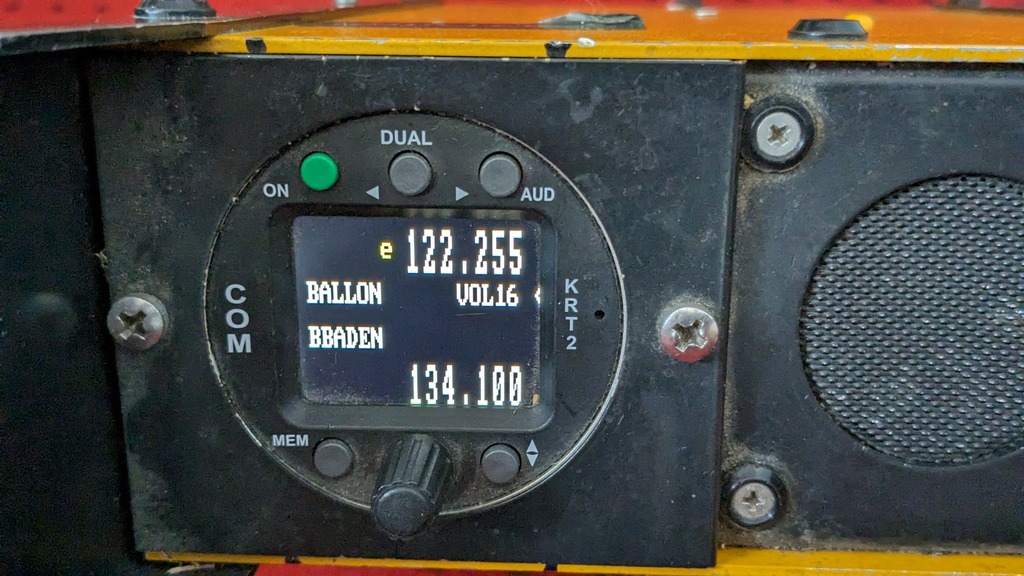 DUAL
ON
AUD
e 122.255
BALLON VOL16
BBADEN
134.100
COM
KRT2
MEM